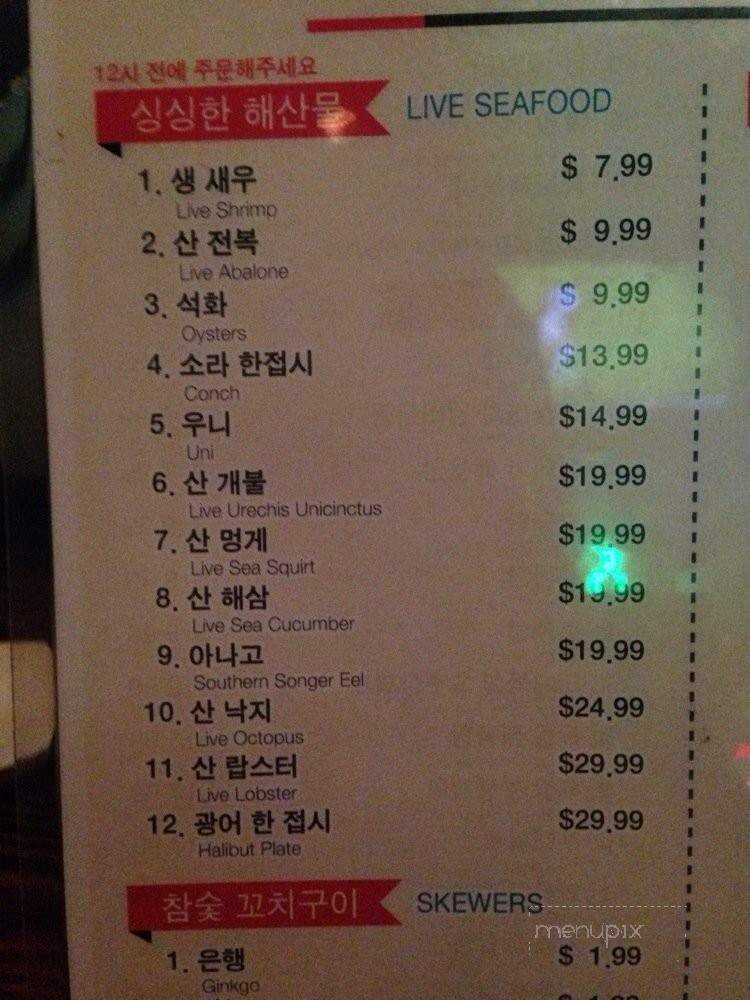 12시 전에 주문해주세요
싱싱한 해산물 LIVE SEAFOOD
1. 생 새우 $ 7.99
Live Shrimp
2. 산 전복 $ 9.99
Live Abalone
3. 석화 $ 9.99
Oysters
4. 소라 한접시 $13.99
Conch
5. 우니 $14.99
Uni
6. 산 개불 $19.99
Live Urechis Unicinctus
7. 산 멍게 $19.99
Live Sea Squirt
8. 산 해삼 $19.99
Live Sea Cucumber
9. 아나고 $19.99
Southern Songer Eel
10. 산 낙지 $24.99
Live Octopus
11. 산 랍스터 $29.99
Live Lobster
12. 광어 한 접시 $29.99
Halibut Plate
참숯 꼬치구이 SKEWERS
menupix
1. 은행 $ 1.99
Ginkgo